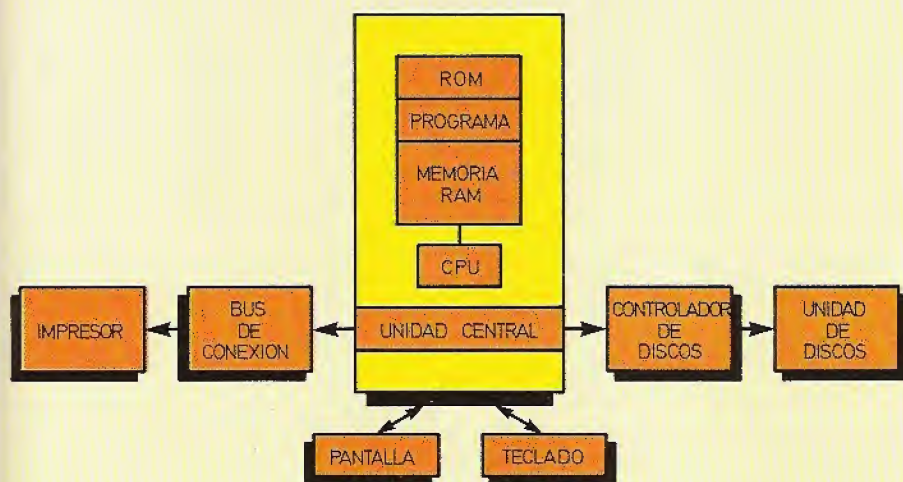 ROM
PROGRAMA
MEMORIA
RAM
CPU
UNIDAD CENTRAL
IMPRESOR
BUS
DE
CONEXION
CONTROLADOR
DE
DISCOS
UNIDAD
DE
DISCOS
PANTALLA
TECLADO